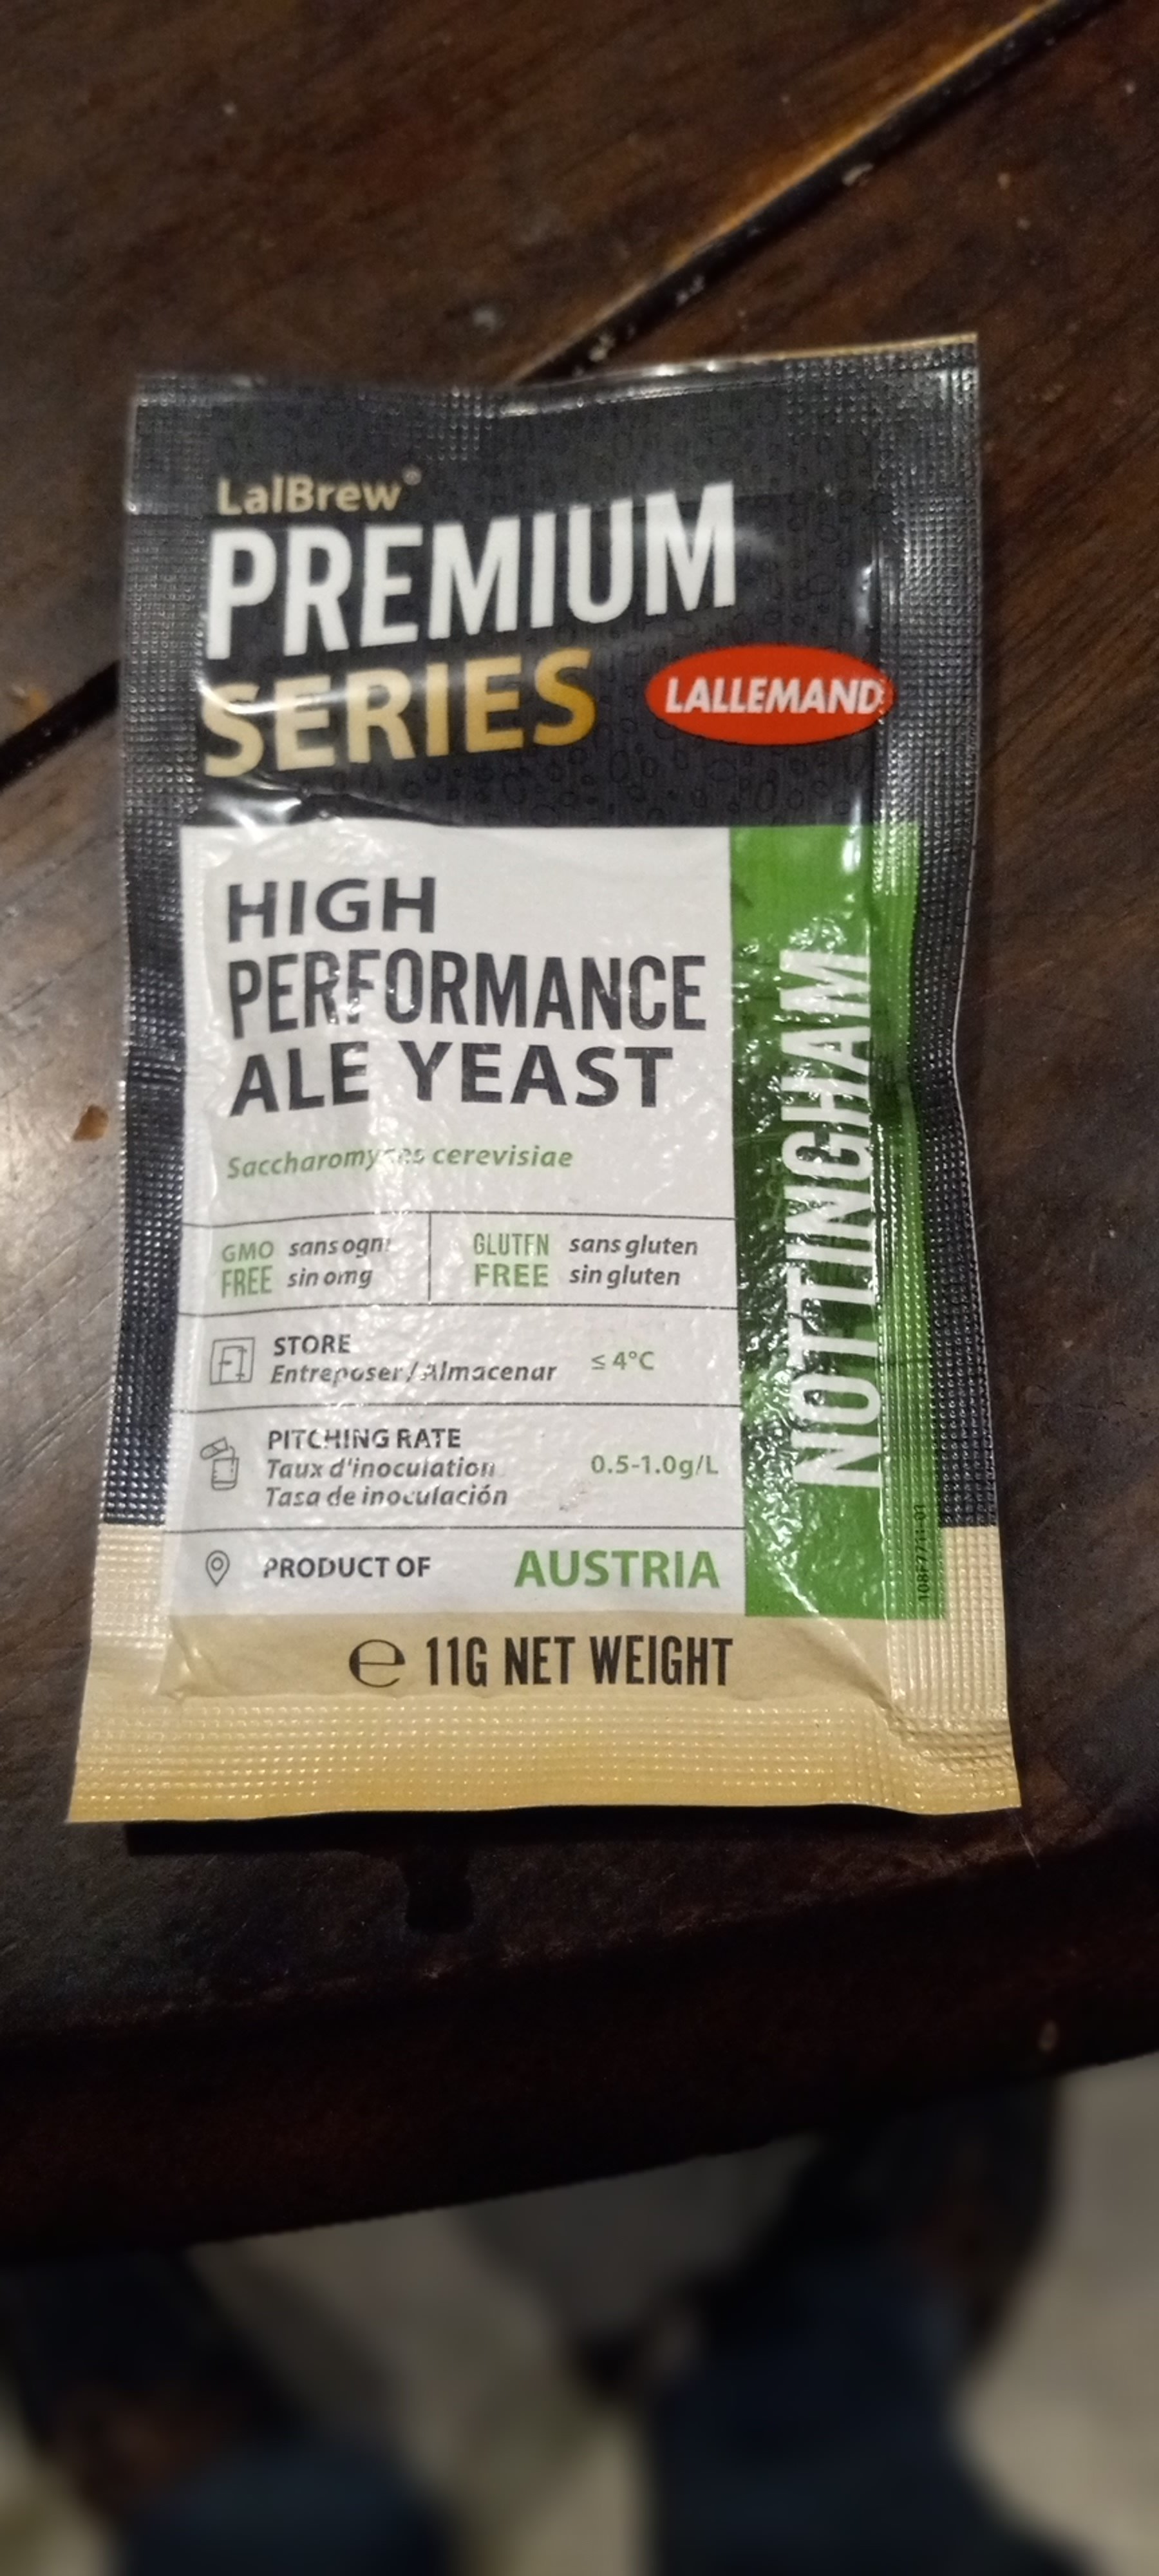 LalBrew®
PREMIUM
SERIES
LALLEMAND
HIGH
PERFORMANCE
ALE YEAST
Saccharomyces cerevisiae
GMO FREE
sans ogm
sin omg
GLUTEN FREE
sans gluten
sin gluten
STORE
Entreposer / Almacenar
≤ 4°C
PITCHING RATE
Taux d'inoculation
Tasa de inoculación
0.5-1.0g/L
PRODUCT OF AUSTRIA
℮ 11G NET WEIGHT
NOTTINGHAM